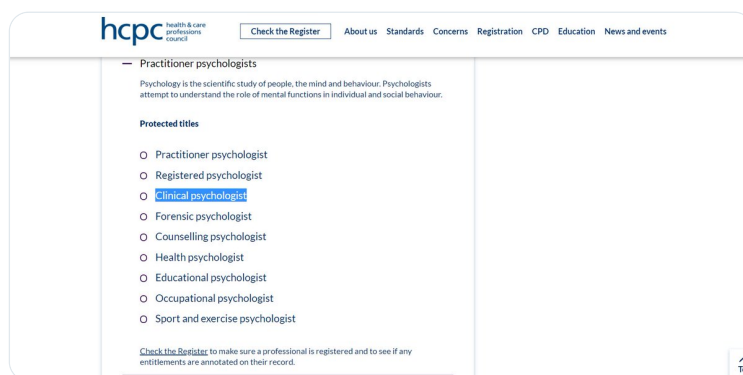 hcpc
health & care
professions
council
Check the Register
About us
Standards
Concerns
Registration
CPD
Education
News and events
Practitioner psychologists
Psychology is the scientific study of people, the mind and behaviour. Psychologists
attempt to understand the role of mental functions in individual and social behaviour.
Protected titles
Practitioner psychologist
Registered psychologist
Clinical psychologist
Forensic psychologist
Counselling psychologist
Health psychologist
Educational psychologist
Occupational psychologist
Sport and exercise psychologist
Check the Register to make sure a professional is registered and to see if any
entitlements are annotated on their record.